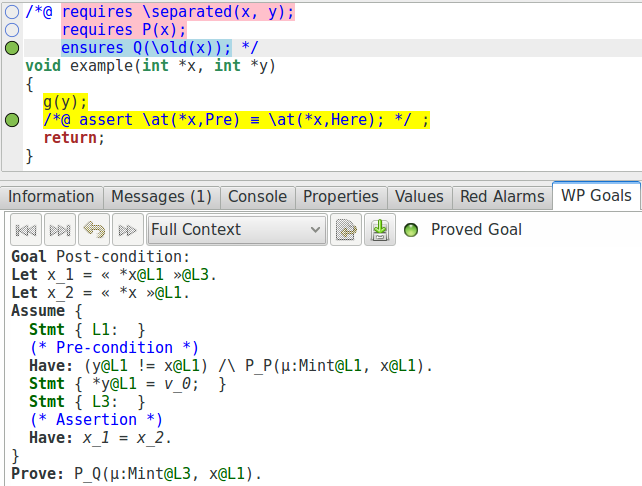 /*@ requires \separated(x, y);
requires P(x);
ensures Q(\old(x)); */
void example(int *x, int *y)
{
g(y);
/*@ assert \at(*x,Pre) ≡ \at(*x,Here); */ ;
return;
}
Information Messages (1) Console Properties Values Red Alarms WP Goals
Full Context Proved Goal
Goal Post-condition:
Let x_1 = « *x@L1 »@L3.
Let x_2 = « *x »@L1.
Assume {
Stmt { L1: }
(* Pre-condition *)
Have: (y@L1 != x@L1) /\ P_P(μ:Mint@L1, x@L1).
Stmt { *y@L1 = v_0; }
Stmt { L3: }
(* Assertion *)
Have: x_1 = x_2.
}
Prove: P_Q(μ:Mint@L3, x@L1).